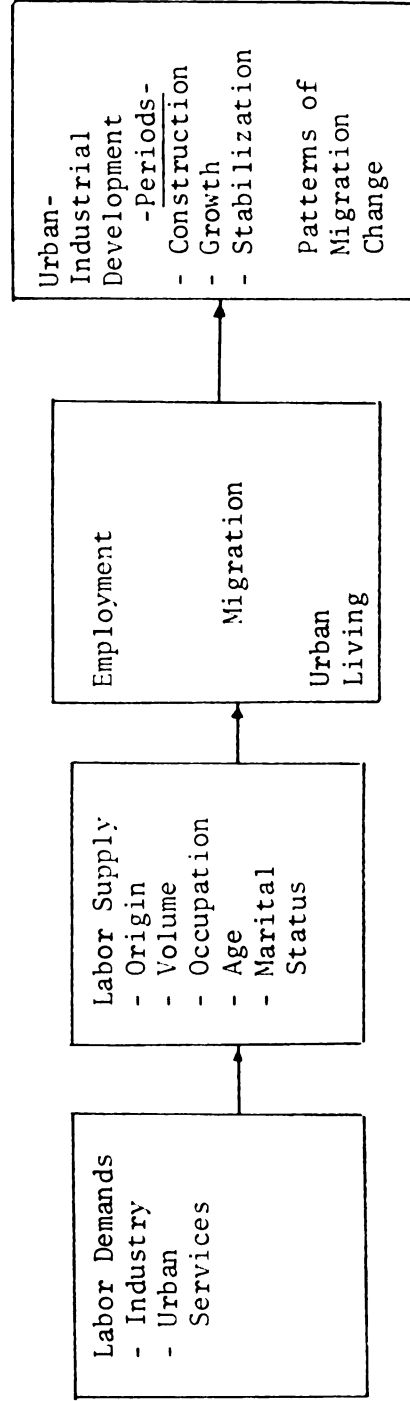 Labor Demands
- Industry
- Urban
Services
Labor Supply
- Origin
- Volume
- Occupation
- Age
- Marital
Status
Employment
Migration
Urban
Living
Urban-
Industrial
Development
-Periods-
- Construction
- Growth
- Stabilization
Patterns of
Migration
Change